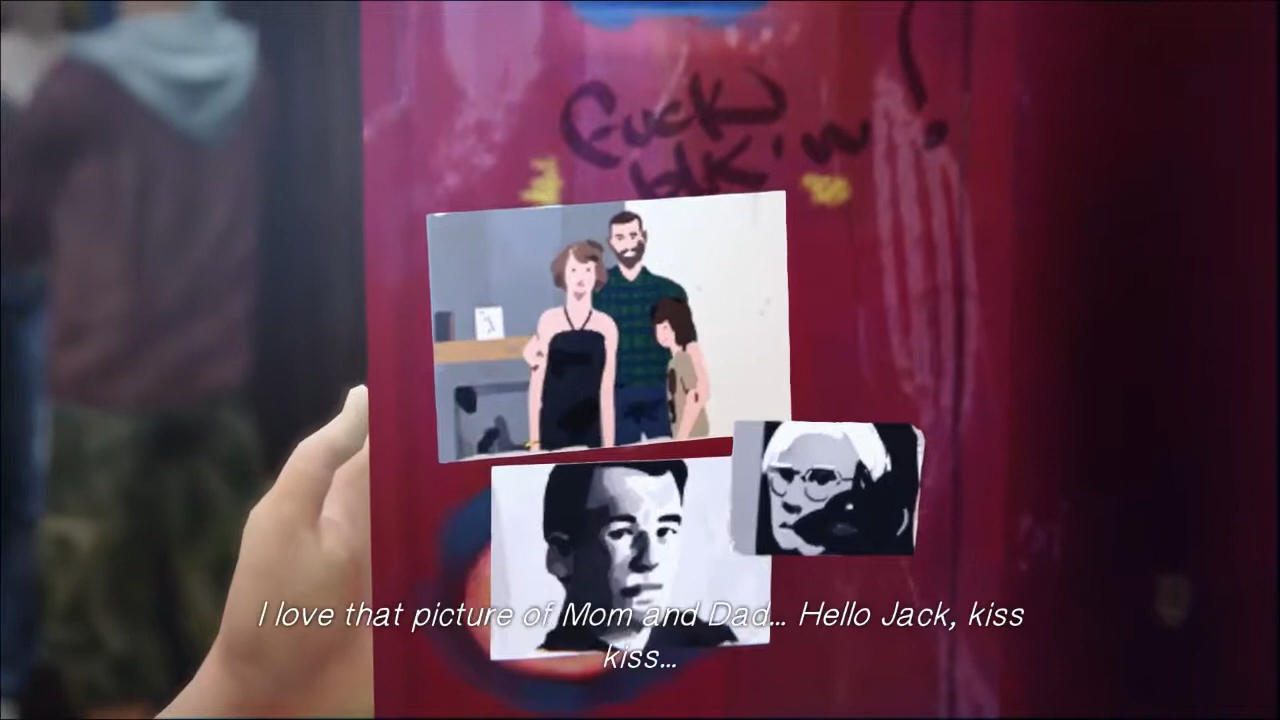 fuck
I love that picture of Mom and Dad... Hello Jack, kiss
kiss...